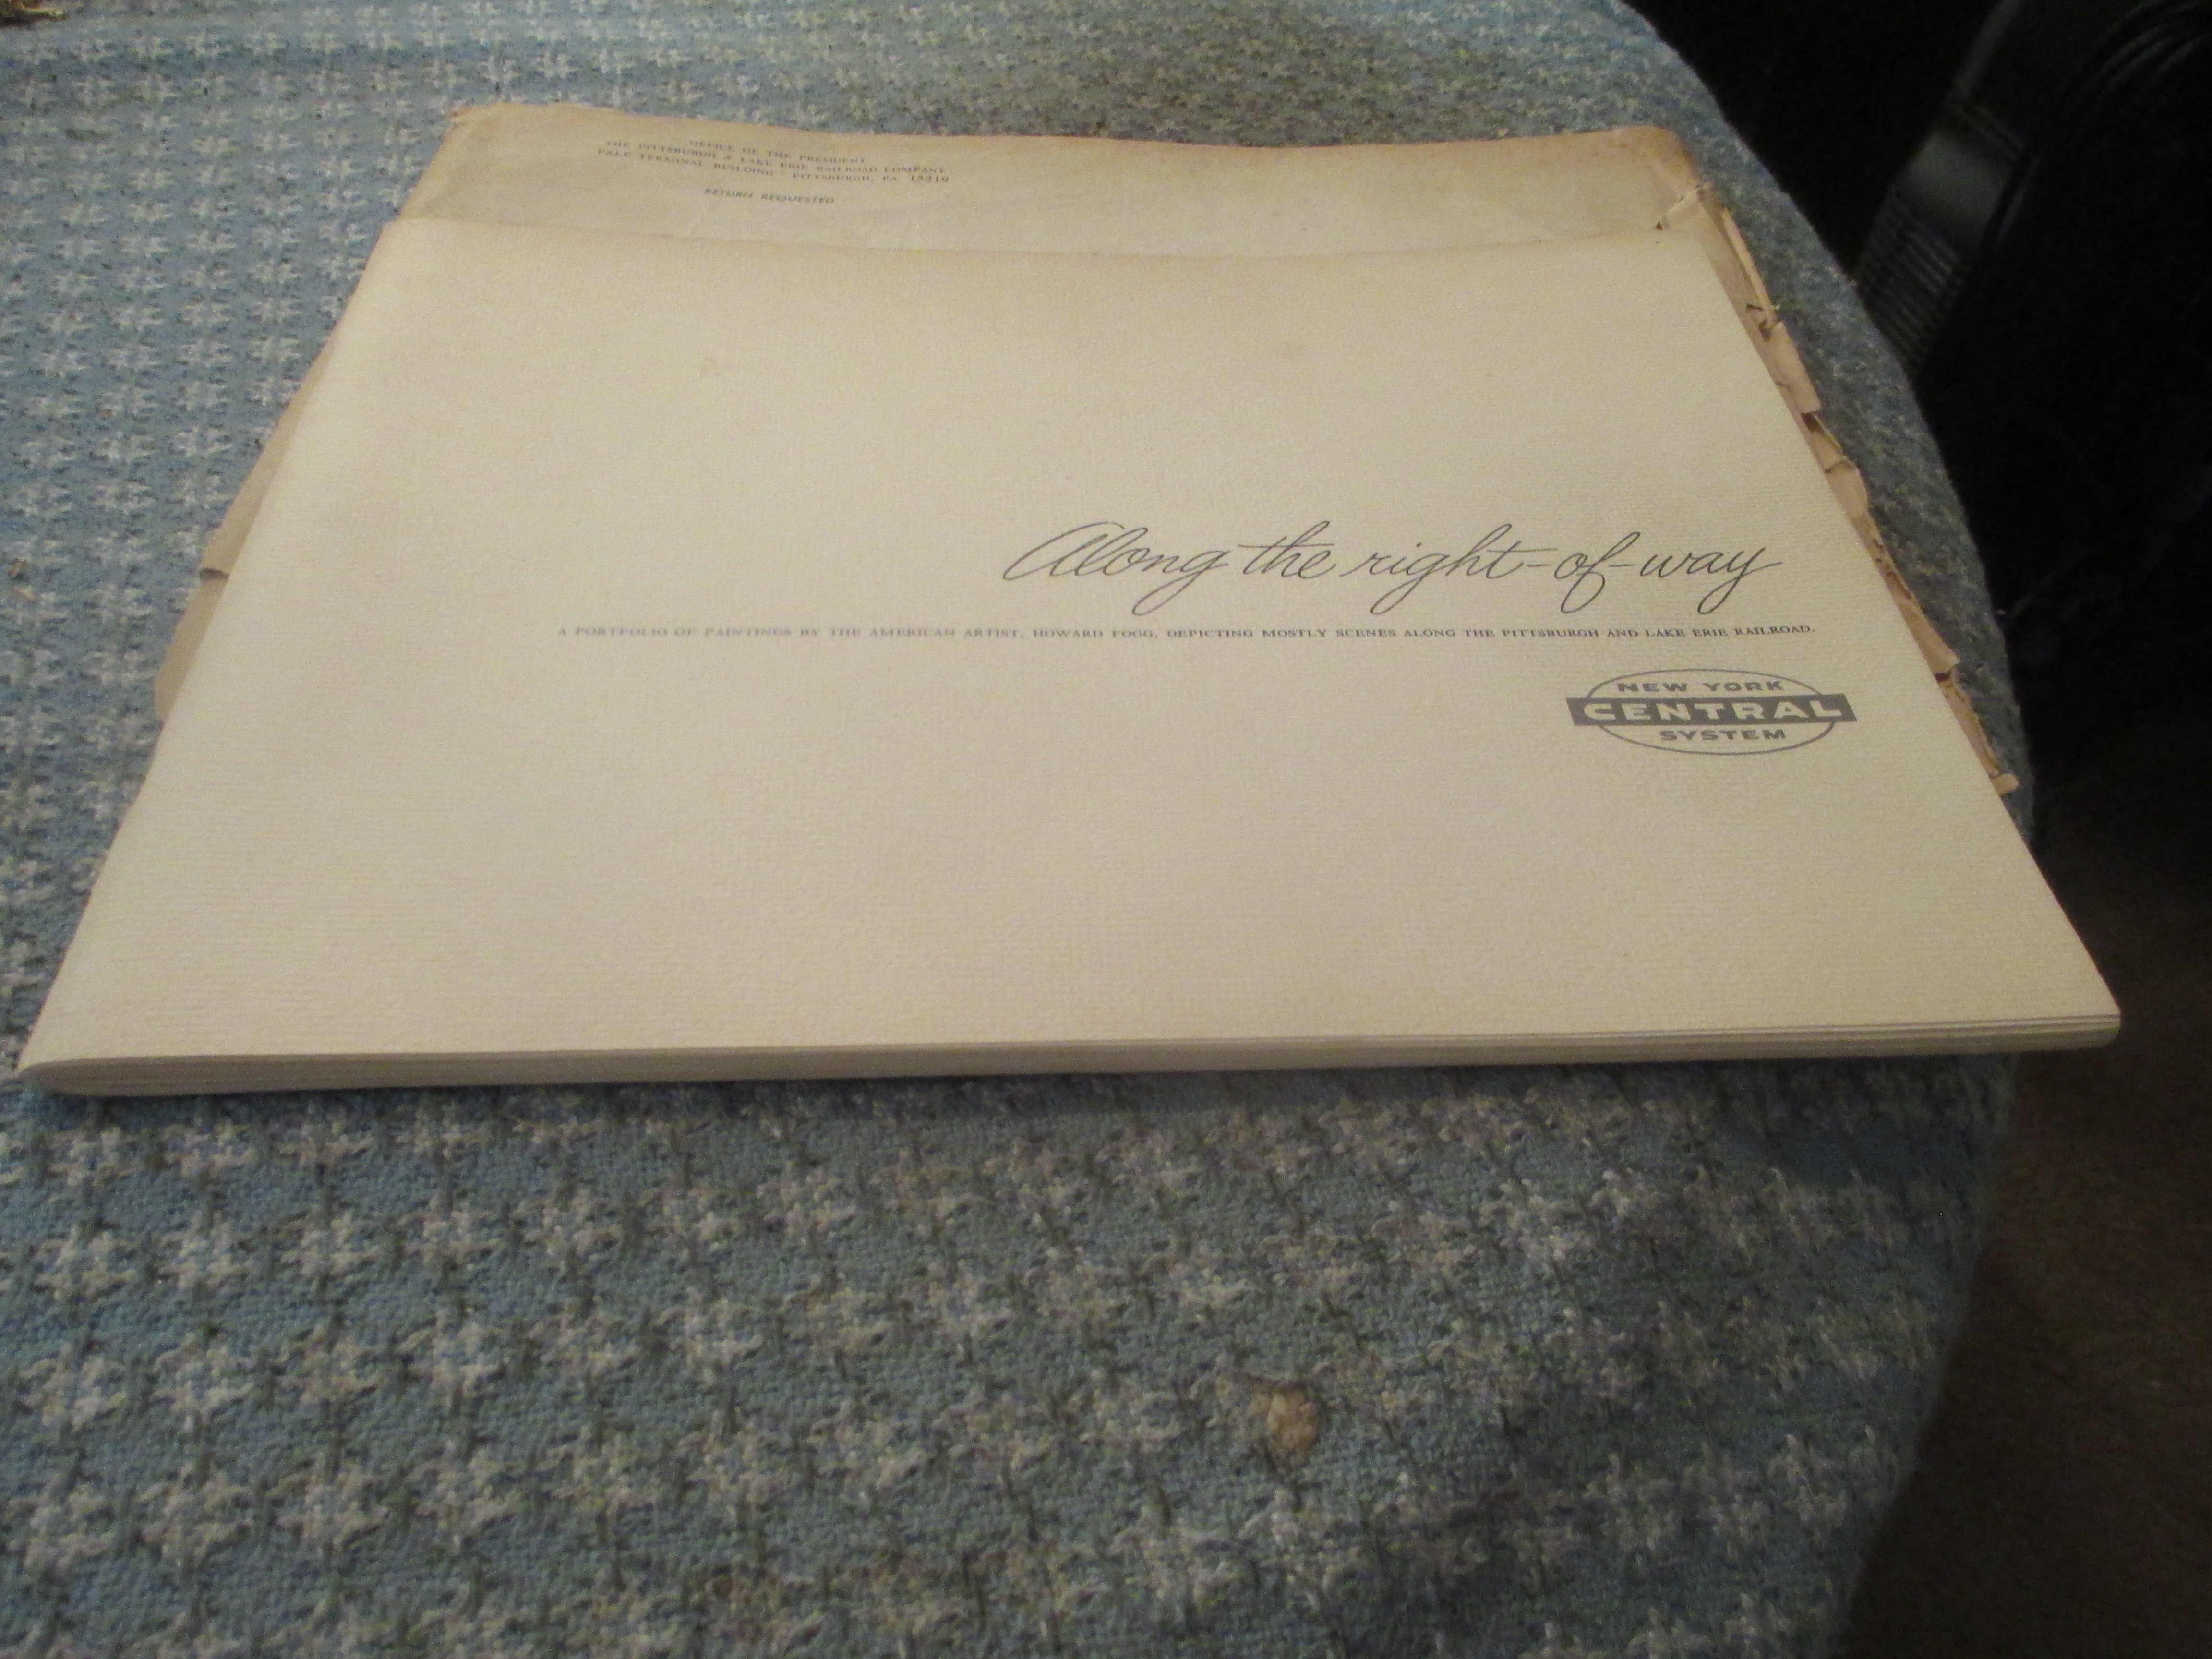 OFFICE OF THE PRESIDENT
THE PITTSBURGH & LAKE ERIE RAILROAD COMPANY
P&LE TERMINAL BUILDING · PITTSBURGH, PA. 15219
RETURN REQUESTED
Along the right-of-way
A PORTFOLIO OF PAINTINGS BY THE AMERICAN ARTIST, HOWARD FOGG, DEPICTING MOSTLY SCENES ALONG THE PITTSBURGH AND LAKE ERIE RAILROAD.
NEW YORK
CENTRAL
SYSTEM